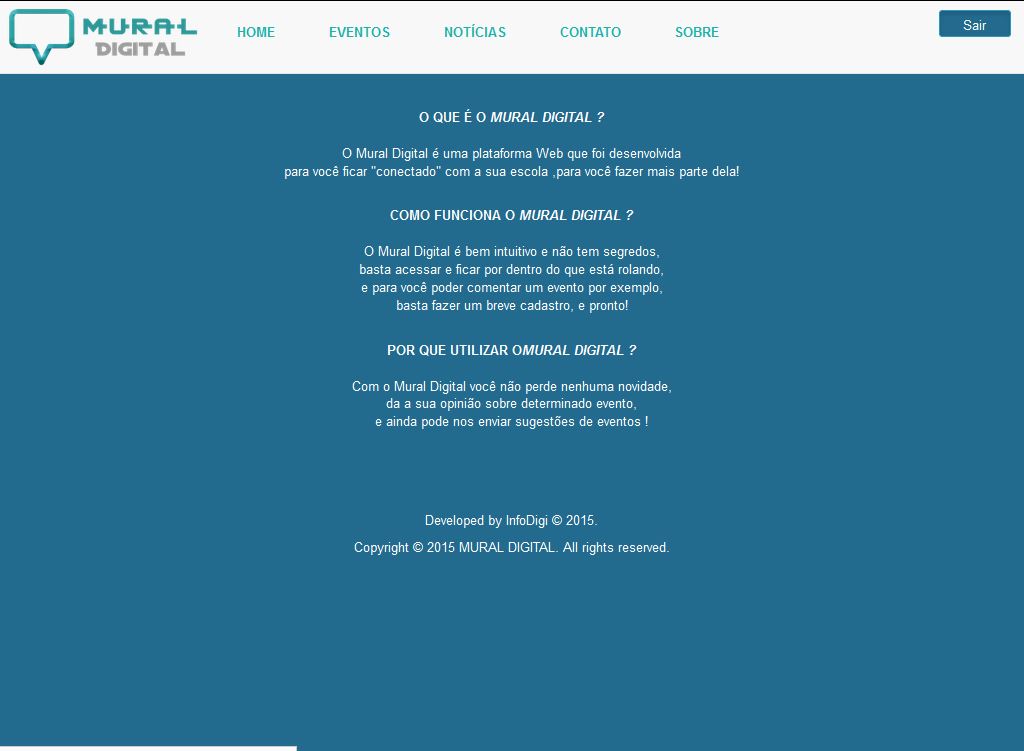 MURAL
DIGITAL
HOME EVENTOS NOTÍCIAS CONTATO SOBRE
Sair
O QUE É O MURAL DIGITAL ?
O Mural Digital é uma plataforma Web que foi desenvolvida
para você ficar "conectado" com a sua escola ,para você fazer mais parte dela!
COMO FUNCIONA O MURAL DIGITAL ?
O Mural Digital é bem intuitivo e não tem segredos,
basta acessar e ficar por dentro do que está rolando,
e para você poder comentar um evento por exemplo,
basta fazer um breve cadastro, e pronto!
POR QUE UTILIZAR OMURAL DIGITAL ?
Com o Mural Digital você não perde nenhuma novidade,
da a sua opinião sobre determinado evento,
e ainda pode nos enviar sugestões de eventos !
Developed by InfoDigi © 2015.
Copyright © 2015 MURAL DIGITAL. All rights reserved.